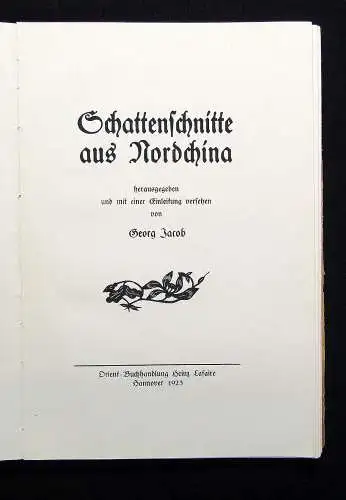 Schattenschnitte
aus Nordchina
herausgegeben
und mit einer Einleitung versehen
von
Georg Jacob
Orient-Buchhandlung Heinz Lafaire
Hannover 1923